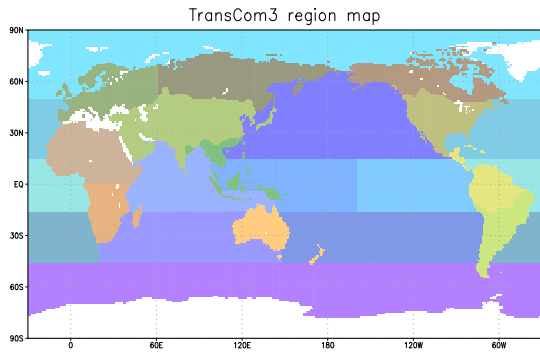 TransCom3 region map
90N
60N
30N
EQ
30S
60S
90S
0 60E 120E 180 120W 60W